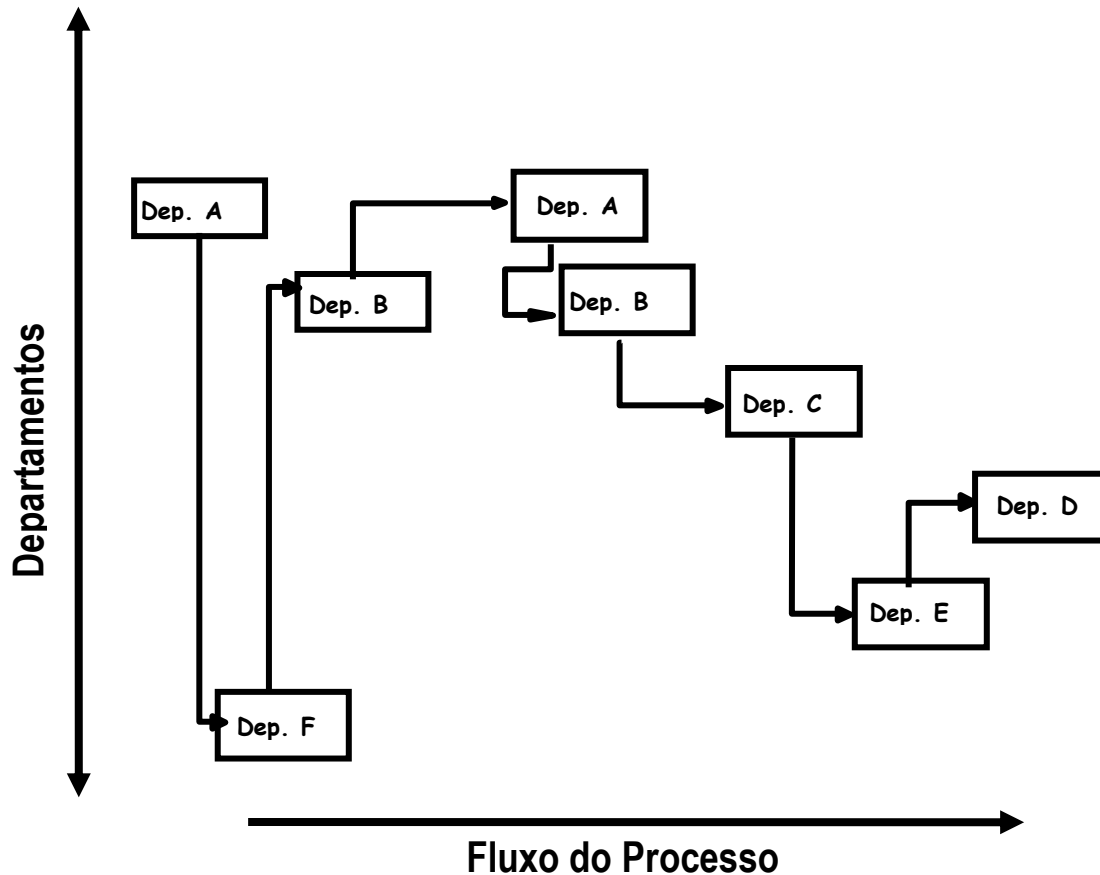 Departamentos
Dep. A
Dep. A
Dep. B
Dep. B
Dep. C
Dep. D
Dep. E
Dep. F
Fluxo do Processo